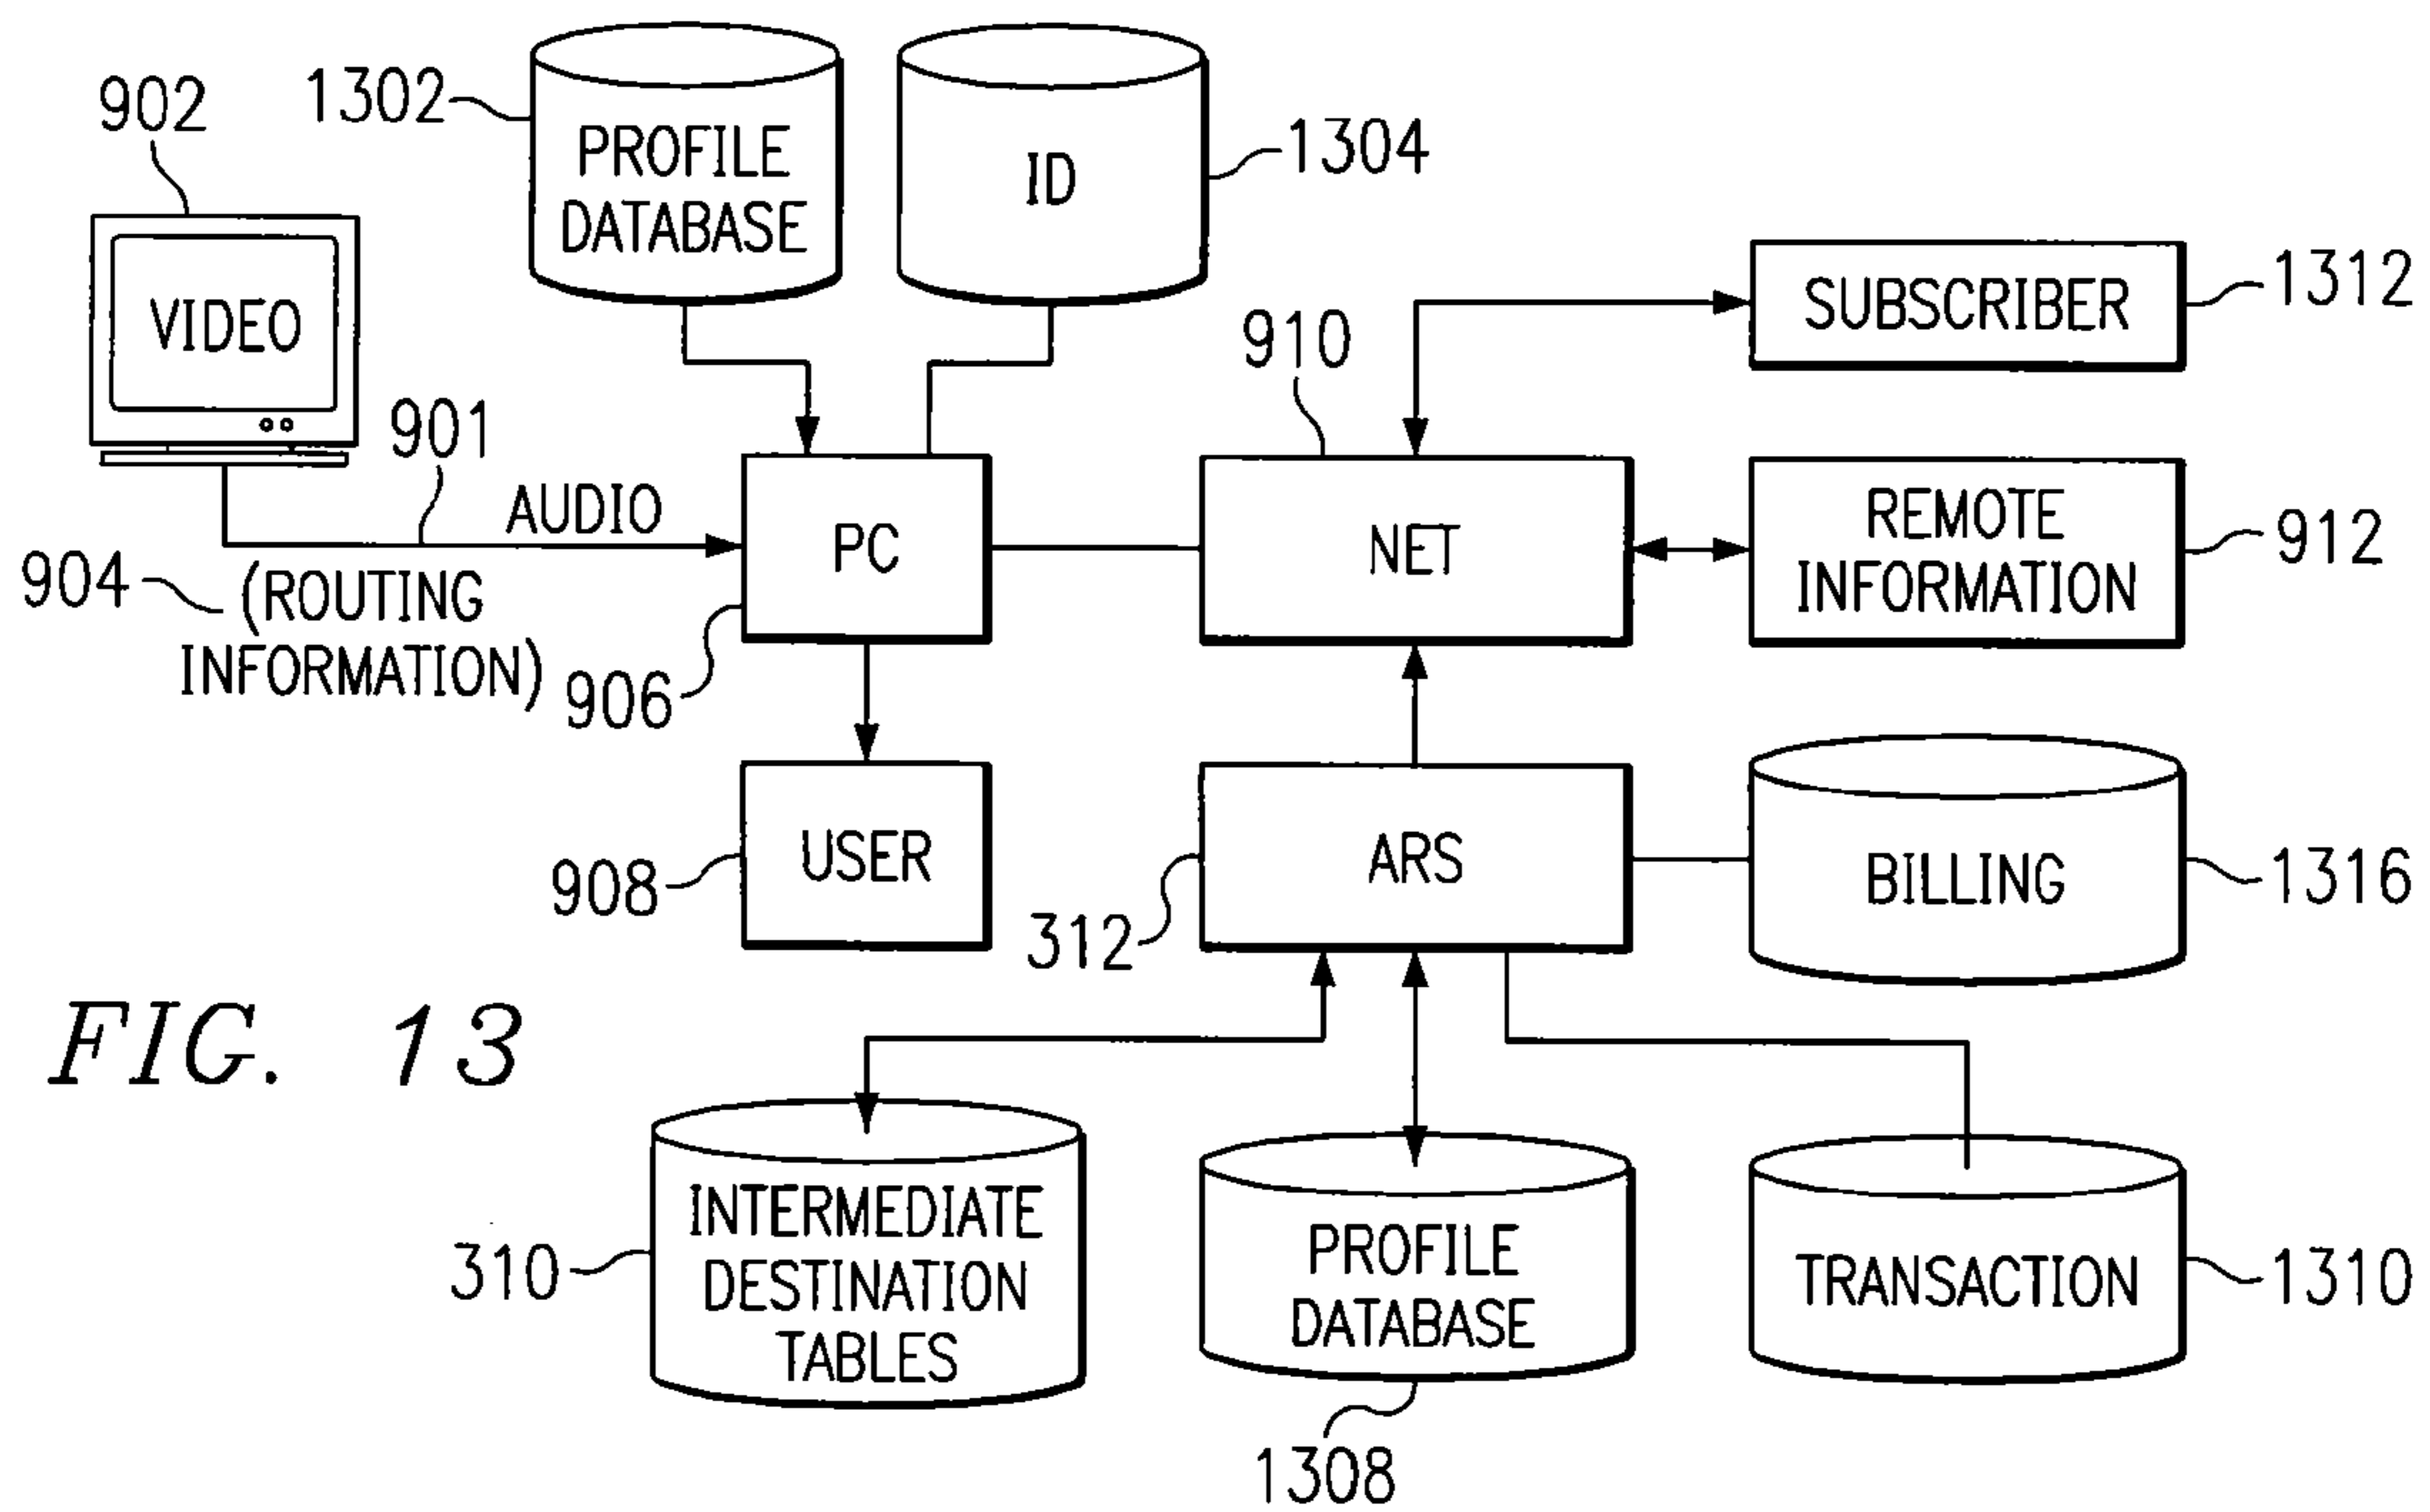 902
1302
PROFILE
DATABASE
ID
1304
VIDEO
SUBSCRIBER
1312
910
901
AUDIO
904
(ROUTING
INFORMATION)
906
PC
NET
REMOTE
INFORMATION
912
USER
908
ARS
312
BILLING
1316
FIG. 13
INTERMEDIATE
DESTINATION
TABLES
310
PROFILE
DATABASE
1308
TRANSACTION
1310